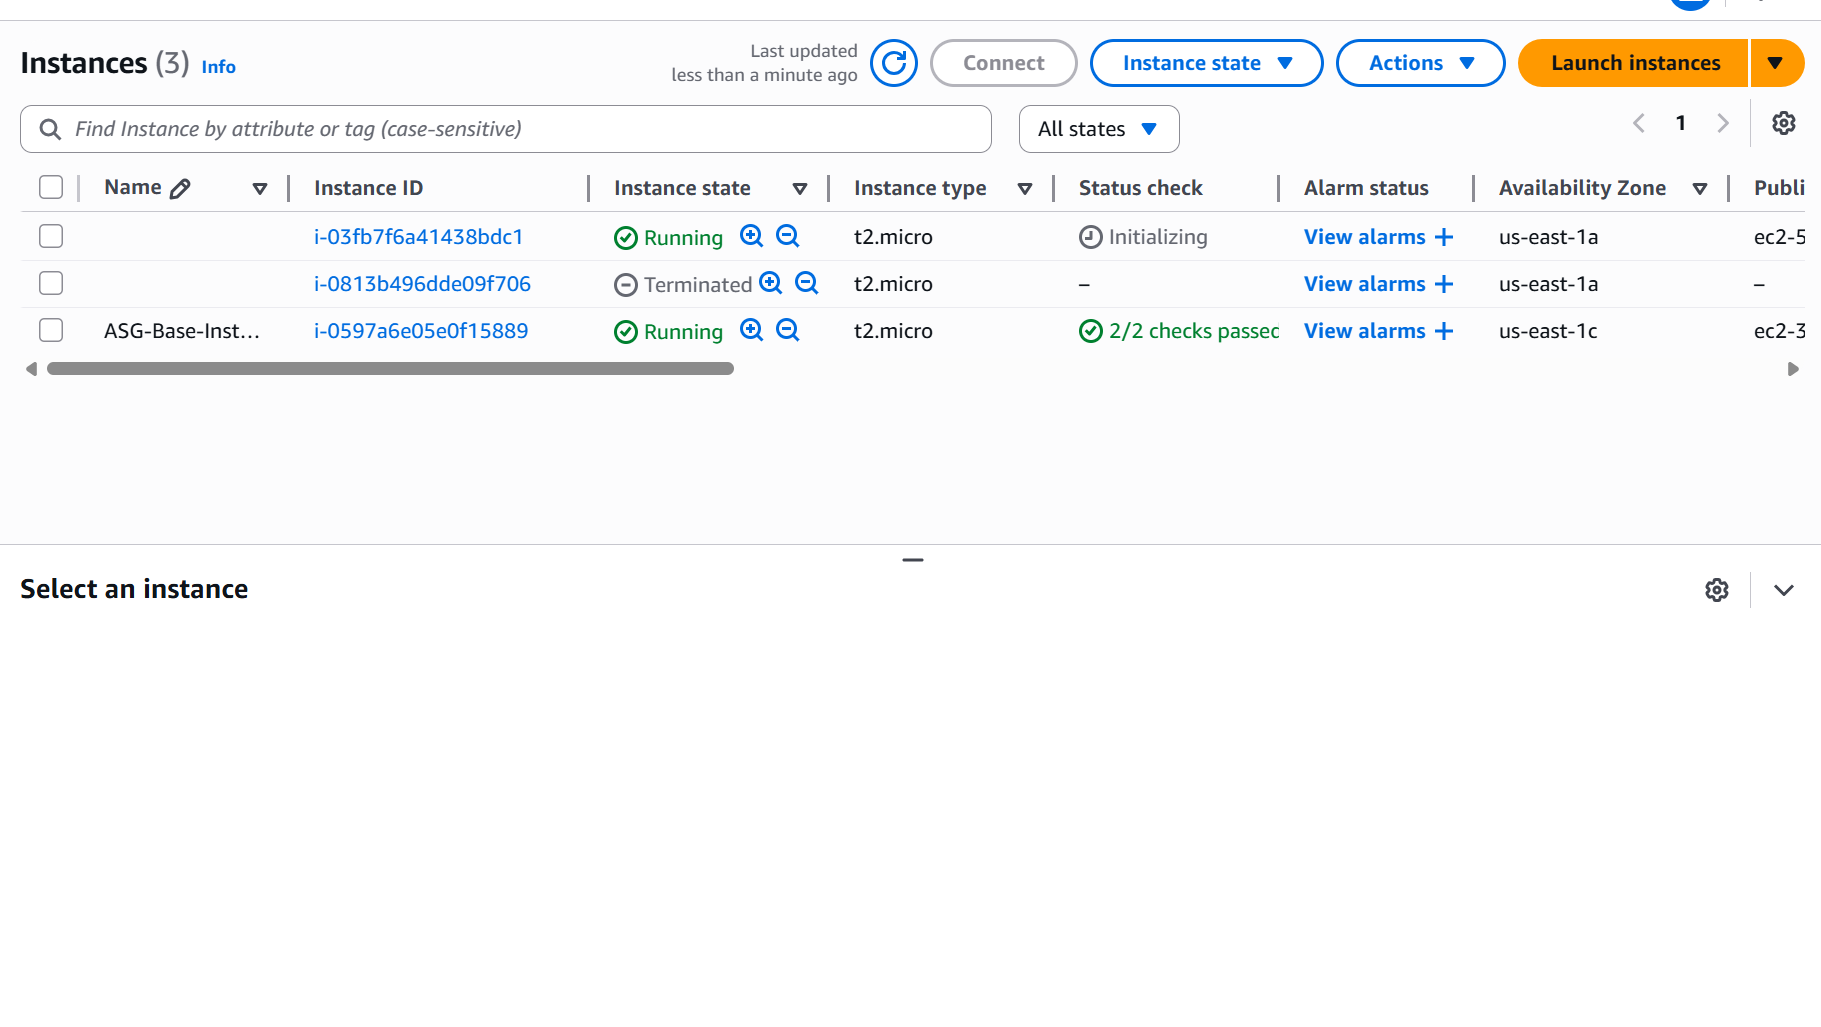 Instances (3) Info
Last updated
less than a minute ago
Connect
Instance state
Actions
Launch instances
Find Instance by attribute or tag (case-sensitive)
All states
1
Name Instance ID Instance state Instance type Status check Alarm status Availability Zone Publi
i-03fb7f6a41438bdc1 Running t2.micro Initializing View alarms + us-east-1a ec2-5
i-0813b496dde09f706 Terminated t2.micro – View alarms + us-east-1a –
ASG-Base-Inst... i-0597a6e05e0f15889 Running t2.micro 2/2 checks passed View alarms + us-east-1c ec2-3
Select an instance